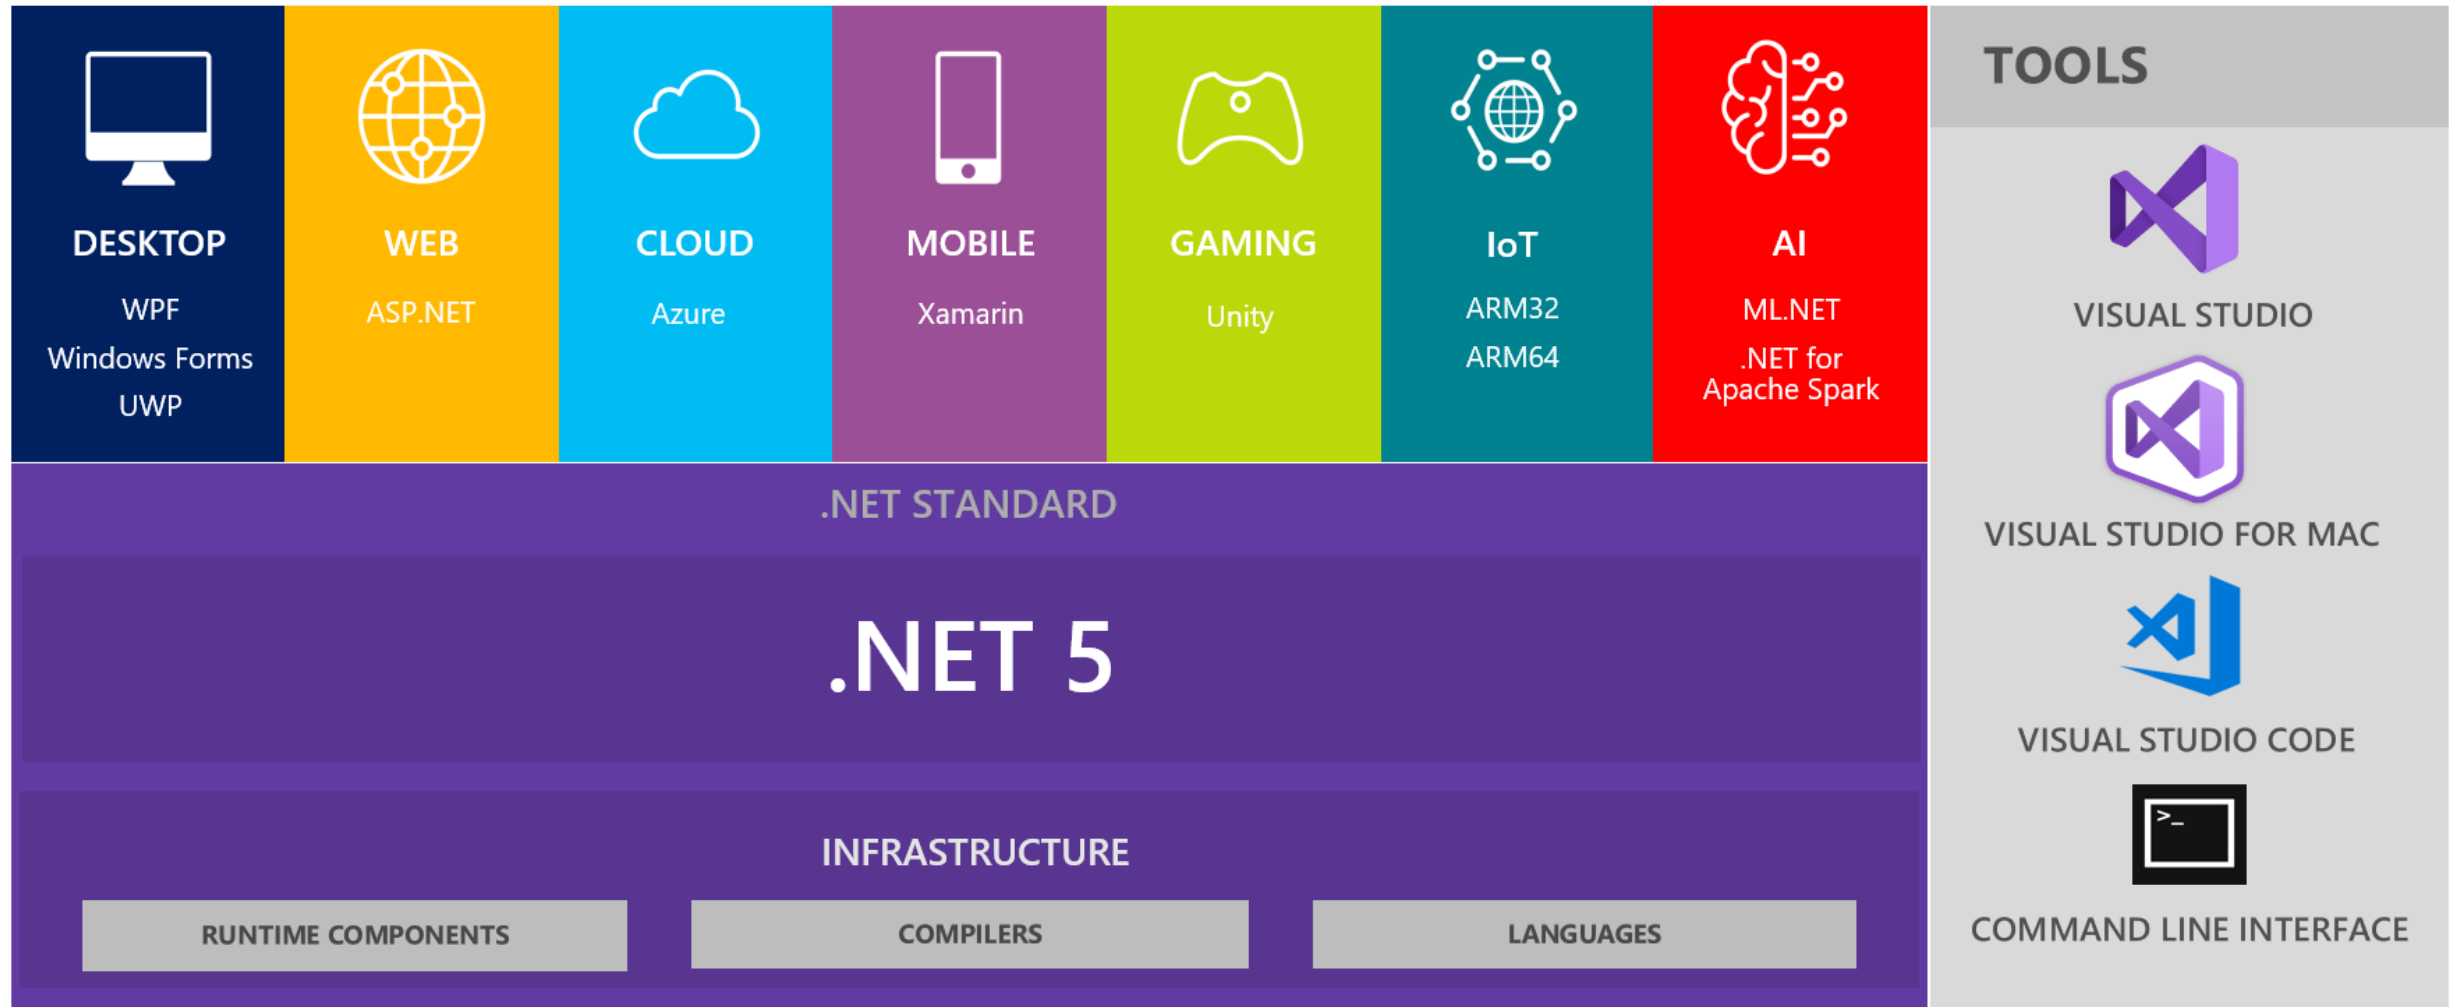 DESKTOP
WPF
Windows Forms
UWP
WEB
ASP.NET
CLOUD
Azure
MOBILE
Xamarin
GAMING
Unity
IoT
ARM32
ARM64
AI
ML.NET
.NET for
Apache Spark
.NET STANDARD
.NET 5
INFRASTRUCTURE
RUNTIME COMPONENTS
COMPILERS
LANGUAGES
TOOLS
VISUAL STUDIO
VISUAL STUDIO FOR MAC
VISUAL STUDIO CODE
>_
COMMAND LINE INTERFACE